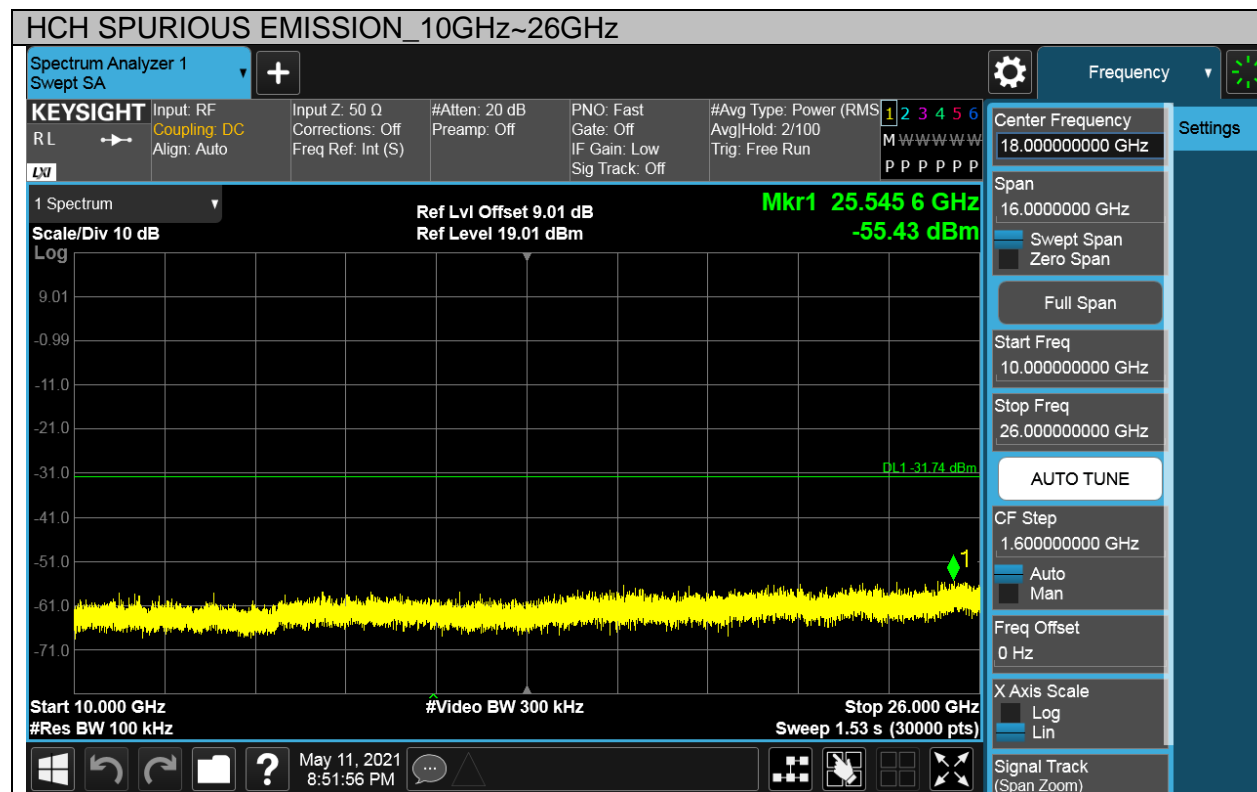 HCH SPURIOUS EMISSION_10GHz~26GHz
Spectrum Analyzer 1
Swept SA
+
Frequency
KEYSIGHT
RL
LXI
Input: RF
Coupling: DC
Align: Auto
Input Z: 50 Ω
Corrections: Off
Freq Ref: Int (S)
#Atten: 20 dB
Preamp: Off
PNO: Fast
Gate: Off
IF Gain: Low
Sig Track: Off
#Avg Type: Power (RMS
Avg|Hold: 2/100
Trig: Free Run
1 2 3 4 5 6
M W W W W W
P P P P P P
1 Spectrum
Scale/Div 10 dB
Log
Ref Lvl Offset 9.01 dB
Ref Level 19.01 dBm
Mkr1 25.545 6 GHz
-55.43 dBm
9.01
-0.99
-11.0
-21.0
-31.0
DL1 -31.74 dBm
-41.0
-51.0
1
-61.0
-71.0
Start 10.000 GHz
#Res BW 100 kHz
#Video BW 300 kHz
Stop 26.000 GHz
Sweep 1.53 s (30000 pts)
Center Frequency
18.000000000 GHz
Settings
Span
16.0000000 GHz
Swept Span
Zero Span
Full Span
Start Freq
10.000000000 GHz
Stop Freq
26.000000000 GHz
AUTO TUNE
CF Step
1.600000000 GHz
Auto
Man
Freq Offset
0 Hz
X Axis Scale
Log
Lin
Signal Track
(Span Zoom)
?
May 11, 2021
8:51:56 PM